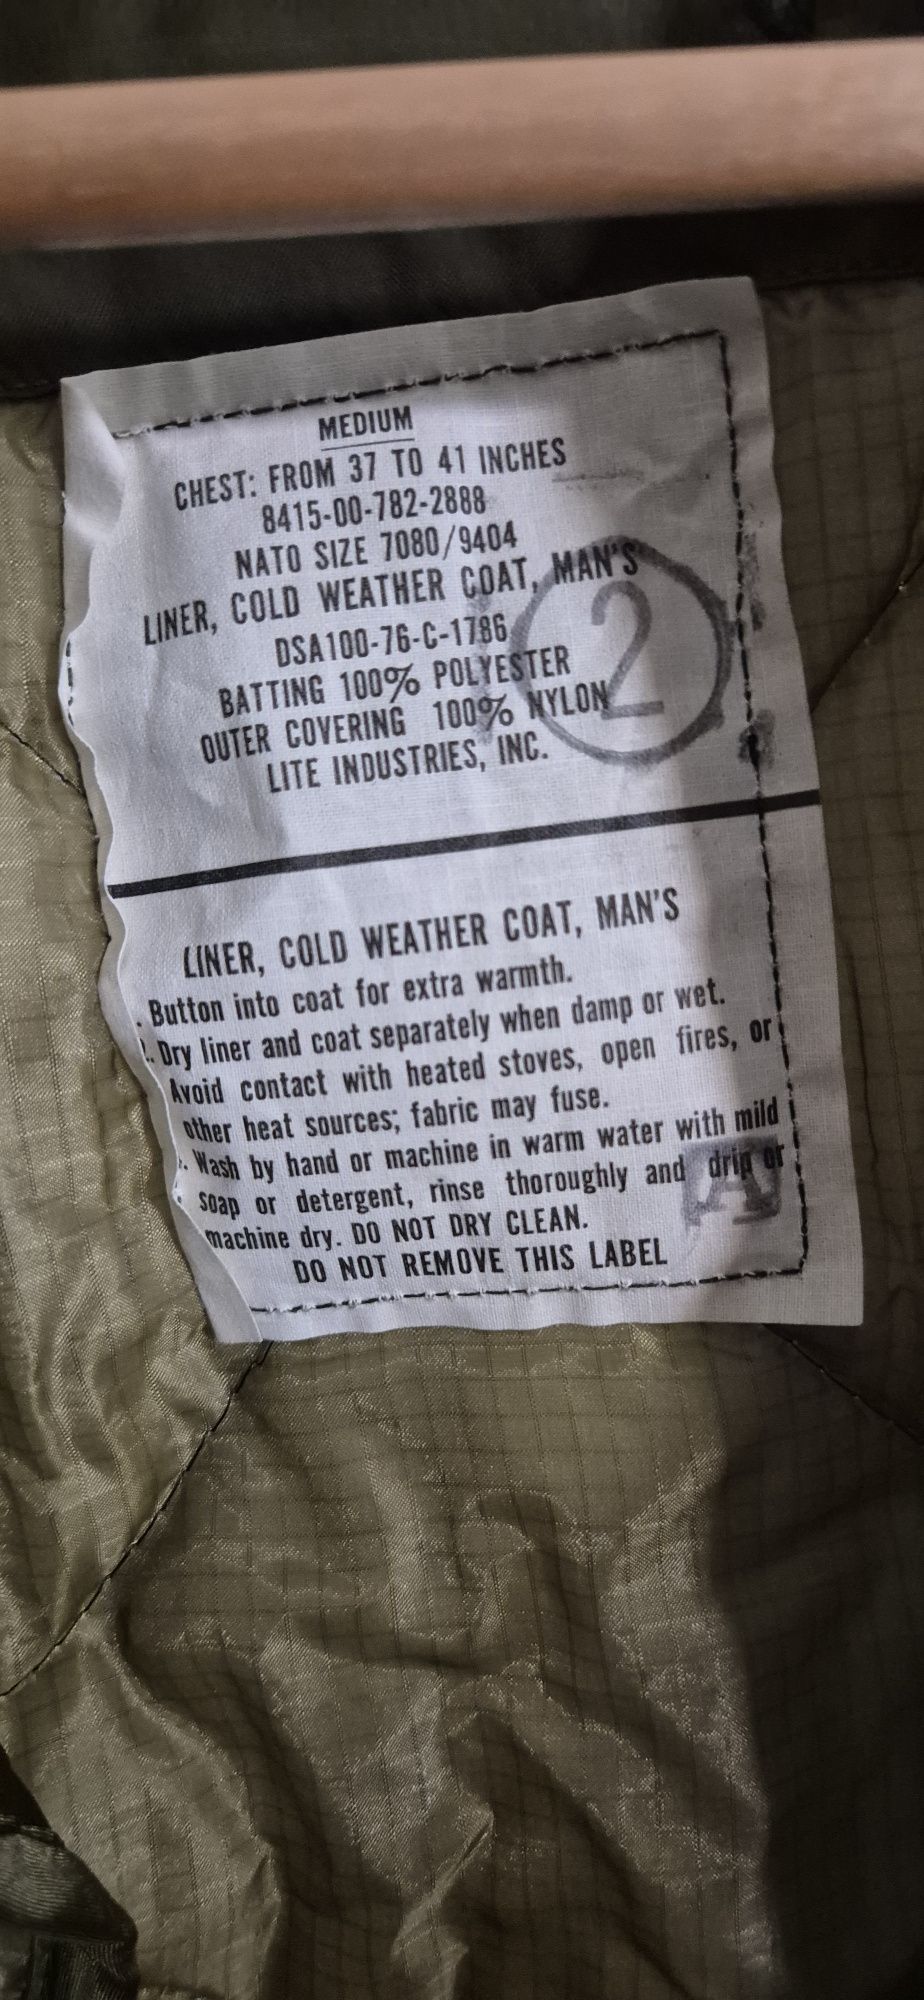 MEDIUM
CHEST: FROM 37 TO 41 INCHES
8415-00-782-2888
NATO SIZE 7080/9404
LINER, COLD WEATHER COAT, MAN'S
DSA100-76-C-1786
BATTING 100% POLYESTER
OUTER COVERING 100% NYLON
LITE INDUSTRIES, INC.
2
LINER, COLD WEATHER COAT, MAN'S
. Button into coat for extra warmth.
. Dry liner and coat separately when damp or wet.
Avoid contact with heated stoves, open fires, or
other heat sources; fabric may fuse.
. Wash by hand or machine in warm water with mild
soap or detergent, rinse thoroughly and drip or
machine dry. DO NOT DRY CLEAN.
DO NOT REMOVE THIS LABEL
A